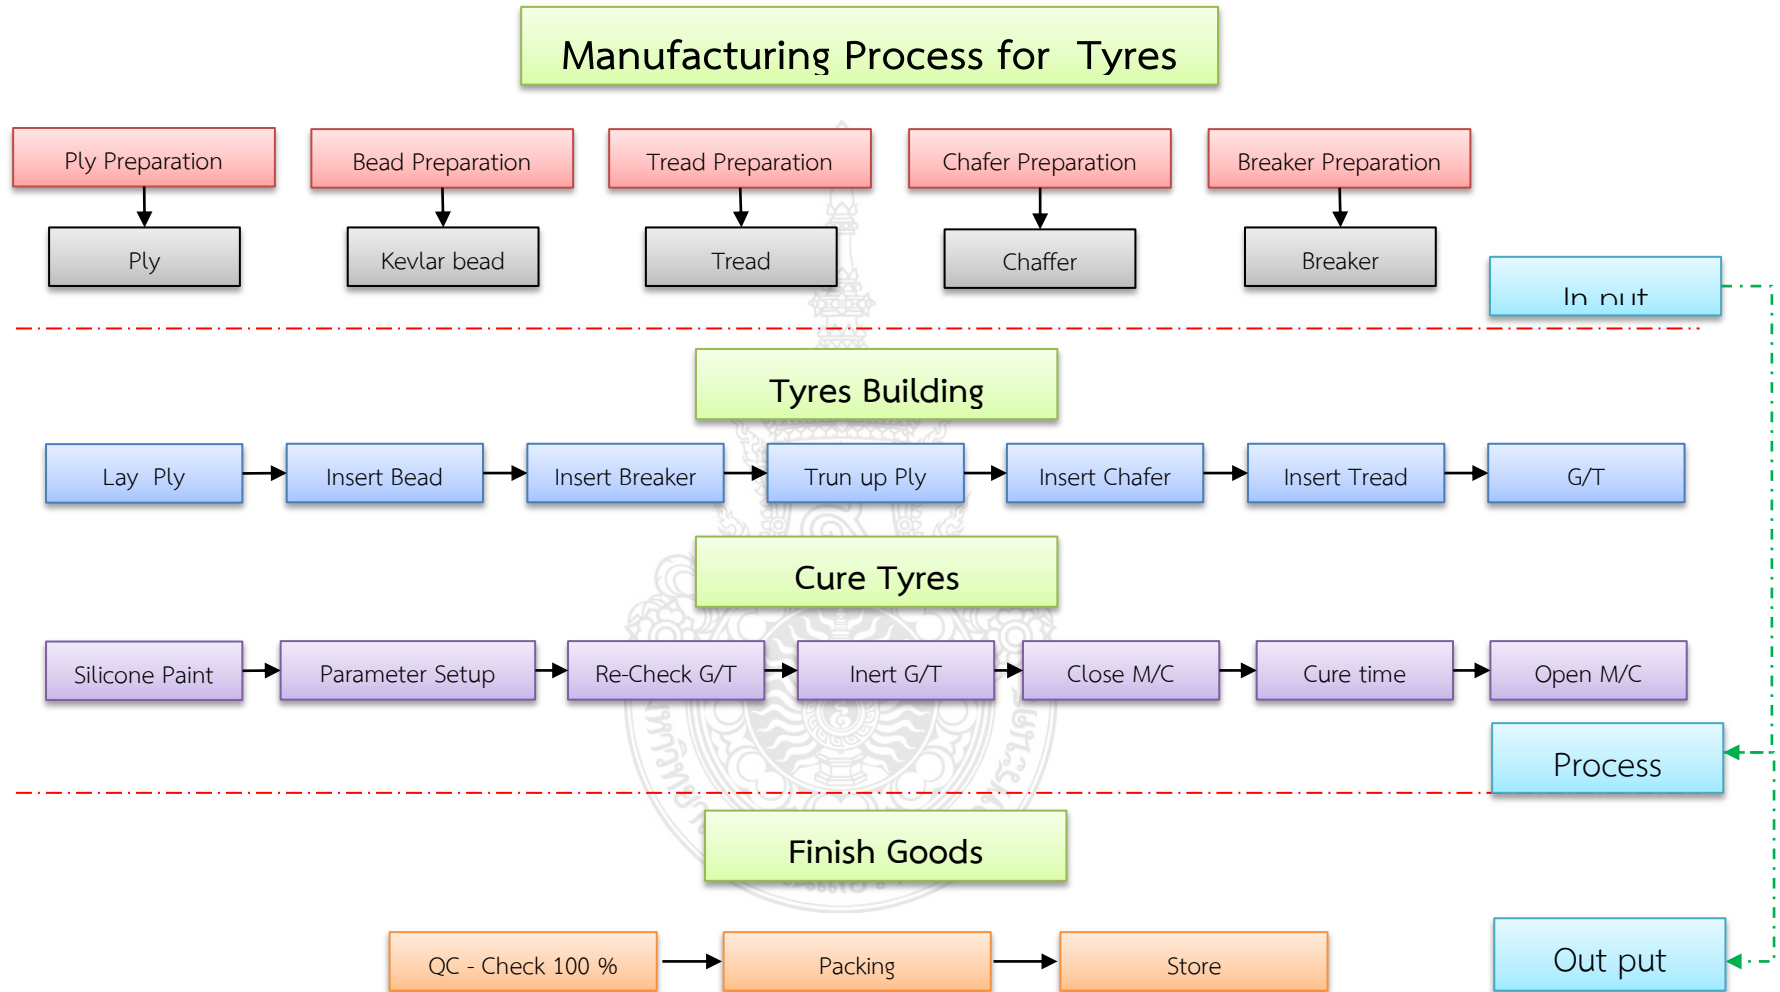 Manufacturing Process for Tyres
Ply Preparation
Bead Preparation
Tread Preparation
Chafer Preparation
Breaker Preparation
Ply
Kevlar bead
Tread
Chaffer
Breaker
In put
Tyres Building
Lay Ply
Insert Bead
Insert Breaker
Trun up Ply
Insert Chafer
Insert Tread
G/T
Cure Tyres
Silicone Paint
Parameter Setup
Re-Check G/T
Inert G/T
Close M/C
Cure time
Open M/C
Process
Finish Goods
QC - Check 100 %
Packing
Store
Out put